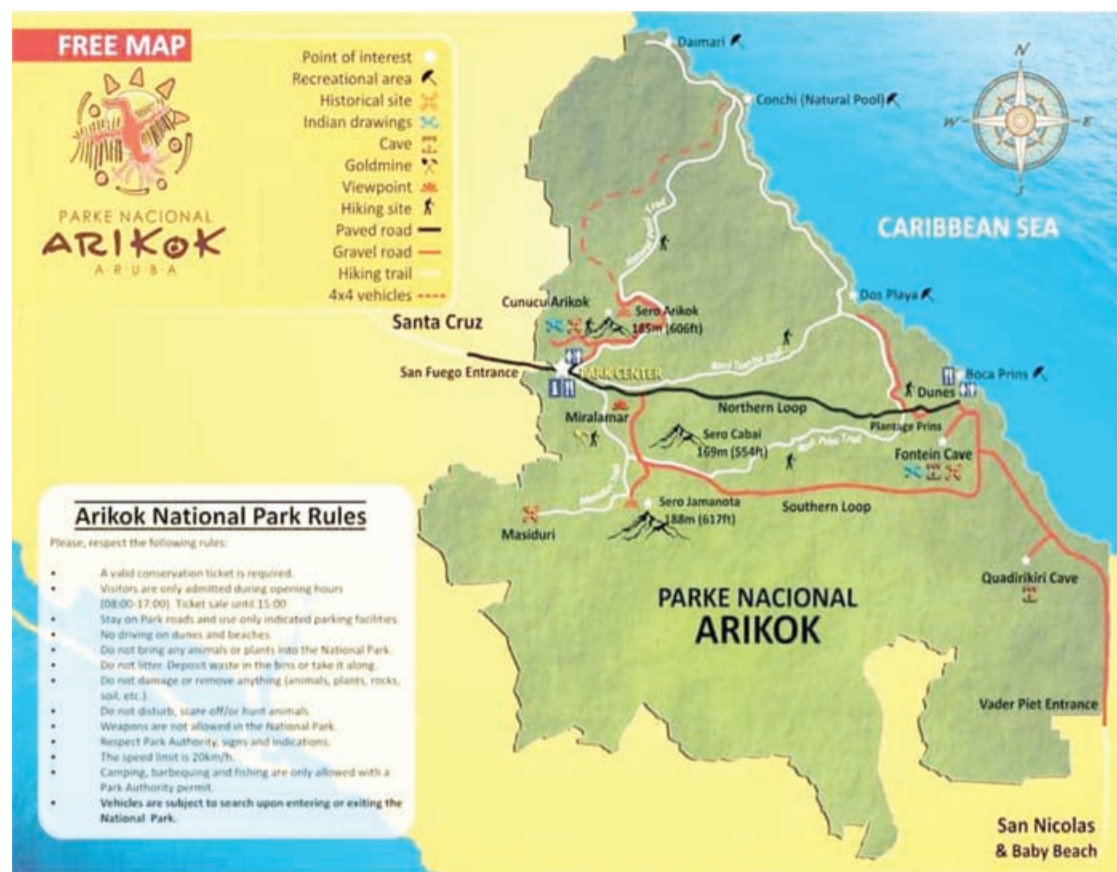 FREE MAP
PARKE NACIONAL
ARIKOK
ARUBA
Point of interest
Recreational area
Historical site
Indian drawings
Cave
Goldmine
Viewpoint
Hiking site
Paved road
Gravel road
Hiking trail
4x4 vehicles
N
W
E
S
Daimari
Conchi (Natural Pool)
CARIBBEAN SEA
Dos Playa
Cunucu Arikok
Sero Arikok
185m (606ft)
Santa Cruz
San Fuego Entrance
PARK CENTER
Boca Prins
Dunes
Northern Loop
Plantage Prins
Miralamar
Sero Cabai
169m (554ft)
Fontein Cave
Sero Jamanota
188m (617ft)
Southern Loop
Masiduri
Quadirikiri Cave
PARKE NACIONAL
ARIKOK
Vader Piet Entrance
San Nicolas
& Baby Beach
Arikok National Park Rules
Please, respect the following rules:
• A valid conservation ticket is required.
• Visitors are only admitted during opening hours
(08:00-17:00) Ticket sale until 15:00
• Stay on Park roads and use only indicated parking facilities
• No driving on dunes and beaches.
• Do not bring any animals or plants into the National Park.
• Do not litter. Deposit waste in the bins or take it along.
• Do not damage or remove anything (animals, plants, rocks,
soil, etc.)
• Do not disturb, scare off/or hunt animals.
• Weapons are not allowed in the National Park.
• Respect Park Authority, signs and indications.
• The speed limit is 20km/h.
• Camping, barbequing and fishing are only allowed with a
Park Authority permit.
• Vehicles are subject to search upon entering or exiting the
National Park.